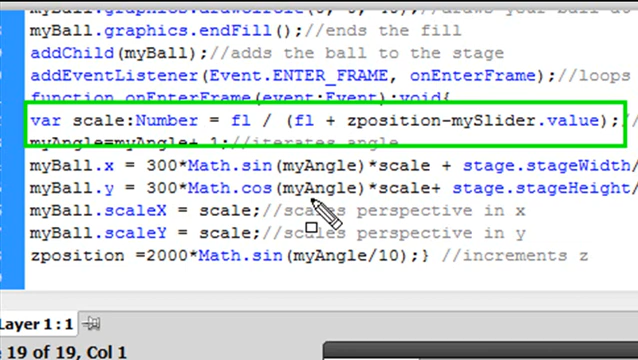 myBall.graphics.endFill();//ends the fill
addChild(myBall);//adds the ball to the stage
addEventListener(Event.ENTER_FRAME, onEnterFrame);//loops
function onEnterFrame(event:Event):void{
var scale:Number = fl / (fl + zposition-mySlider.value);/
myAngle=myAngle+ 1;//iterates angle
myBall.x = 300*Math.sin(myAngle)*scale + stage.stageWidth/
myBall.y = 300*Math.cos(myAngle)*scale+ stage.stageHeight/
myBall.scaleX = scale;//scales perspective in x
myBall.scaleY = scale;//scales perspective in y
zposition =2000*Math.sin(myAngle/10);} //increments z
Layer 1 : 1
19 of 19, Col 1